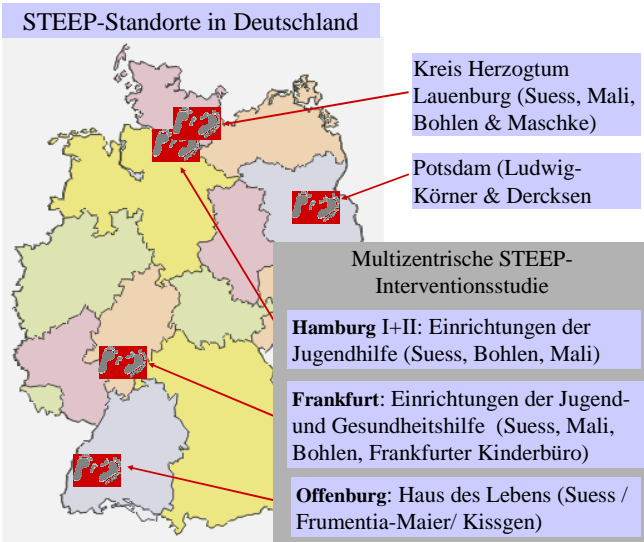 STEEP-Standorte in Deutschland
Kreis Herzogtum
Lauenburg (Suess, Mali,
Bohlen & Maschke)
Potsdam (Ludwig-
Körner & Dercksen
Multizentrische STEEP-
Interventionsstudie
Hamburg I+II: Einrichtungen der
Jugendhilfe (Suess, Bohlen, Mali)
Frankfurt: Einrichtungen der Jugend-
und Gesundheitshilfe (Suess, Mali,
Bohlen, Frankfurter Kinderbüro)
Offenburg: Haus des Lebens (Suess /
Frumentia-Maier/ Kissgen)